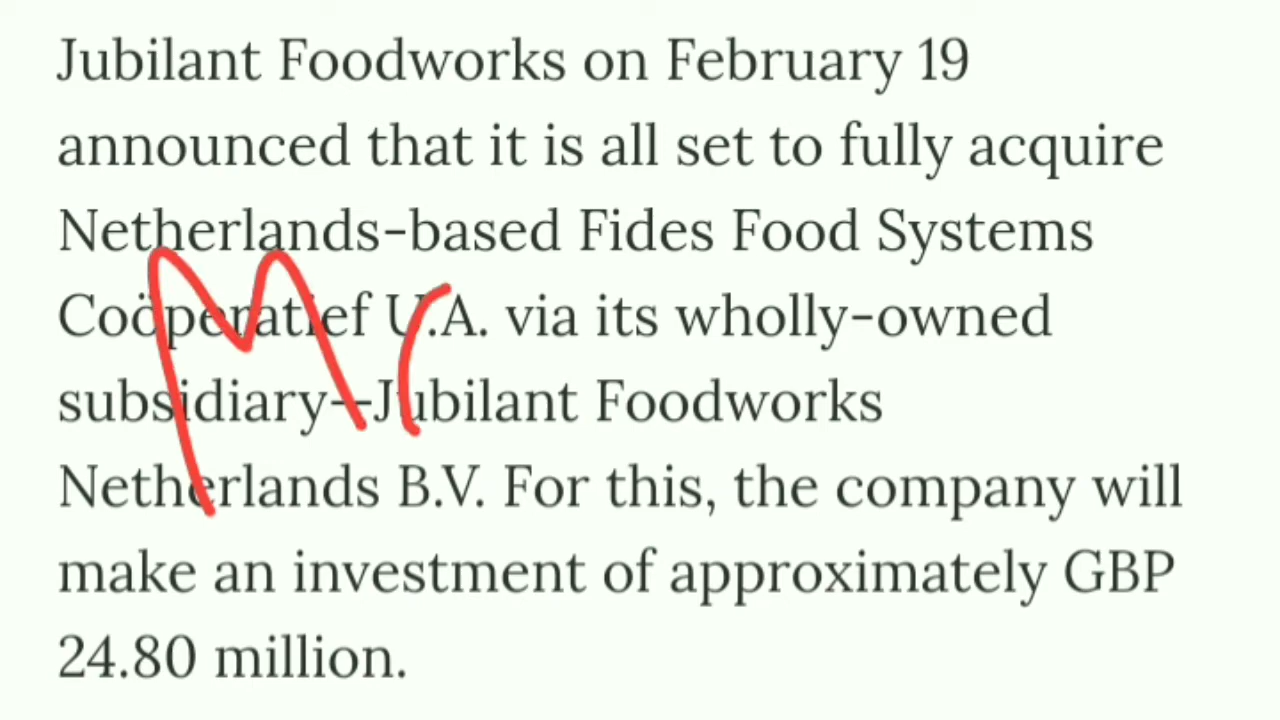 Jubilant Foodworks on February 19
announced that it is all set to fully acquire
Netherlands-based Fides Food Systems
Coöperatief U.A. via its wholly-owned
subsidiary--Jubilant Foodworks
Netherlands B.V. For this, the company will
make an investment of approximately GBP
24.80 million.